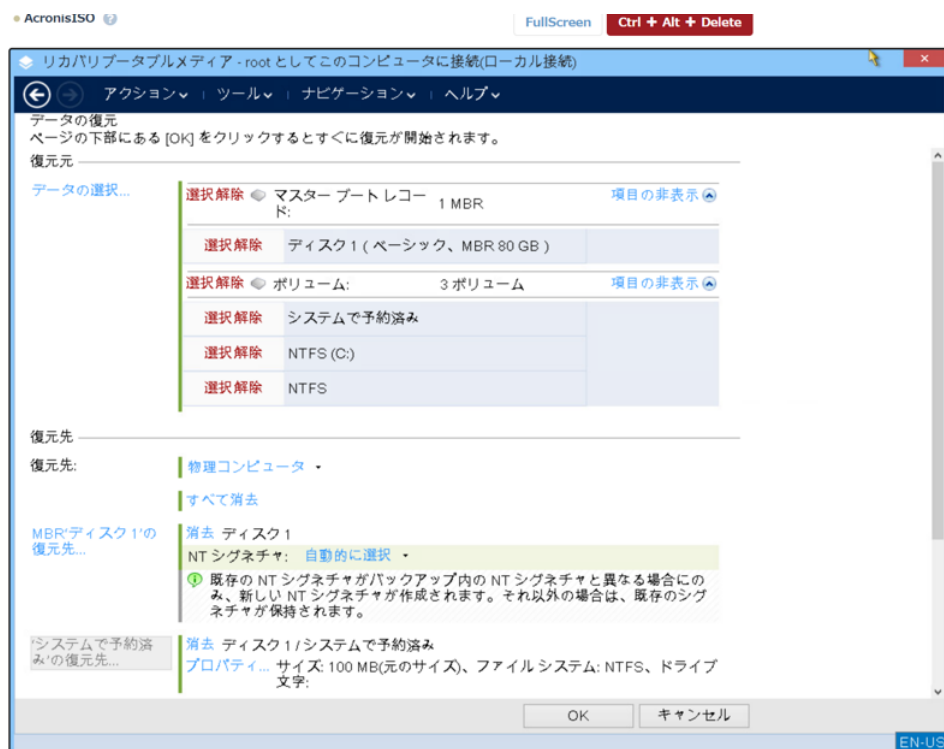 AcronisISO
FullScreen
Ctrl + Alt + Delete
リカバリブータブルメディア - root としてこのコンピュータに接続(ローカル接続)
アクション
ツール
ナビゲーション
ヘルプ
データの復元
ページの下部にある [OK] をクリックするとすぐに復元が開始されます。
復元元
データの選択...
選択解除 マスター ブート レコー
ド:
1 MBR
項目の非表示
選択解除 ディスク 1 ( ベーシック、MBR 80 GB )
選択解除 ボリューム: 3 ボリューム 項目の非表示
選択解除 システムで予約済み
選択解除 NTFS (C:)
選択解除 NTFS
復元先
復元先: 物理コンピュータ
すべて消去
MBR'ディスク 1'の
復元先...
消去 ディスク 1
NT シグネチャ: 自動的に選択
既存の NT シグネチャがバックアップ内の NT シグネチャと異なる場合にの
み、新しい NT シグネチャが作成されます。それ以外の場合は、既存のシグ
ネチャが保持されます。
'システムで予約済
み'の復元先...
消去 ディスク 1 / システムで予約済み
プロパティ... サイズ: 100 MB(元のサイズ)、ファイル システム: NTFS、ドライブ
文字:
OK
キャンセル
EN-US